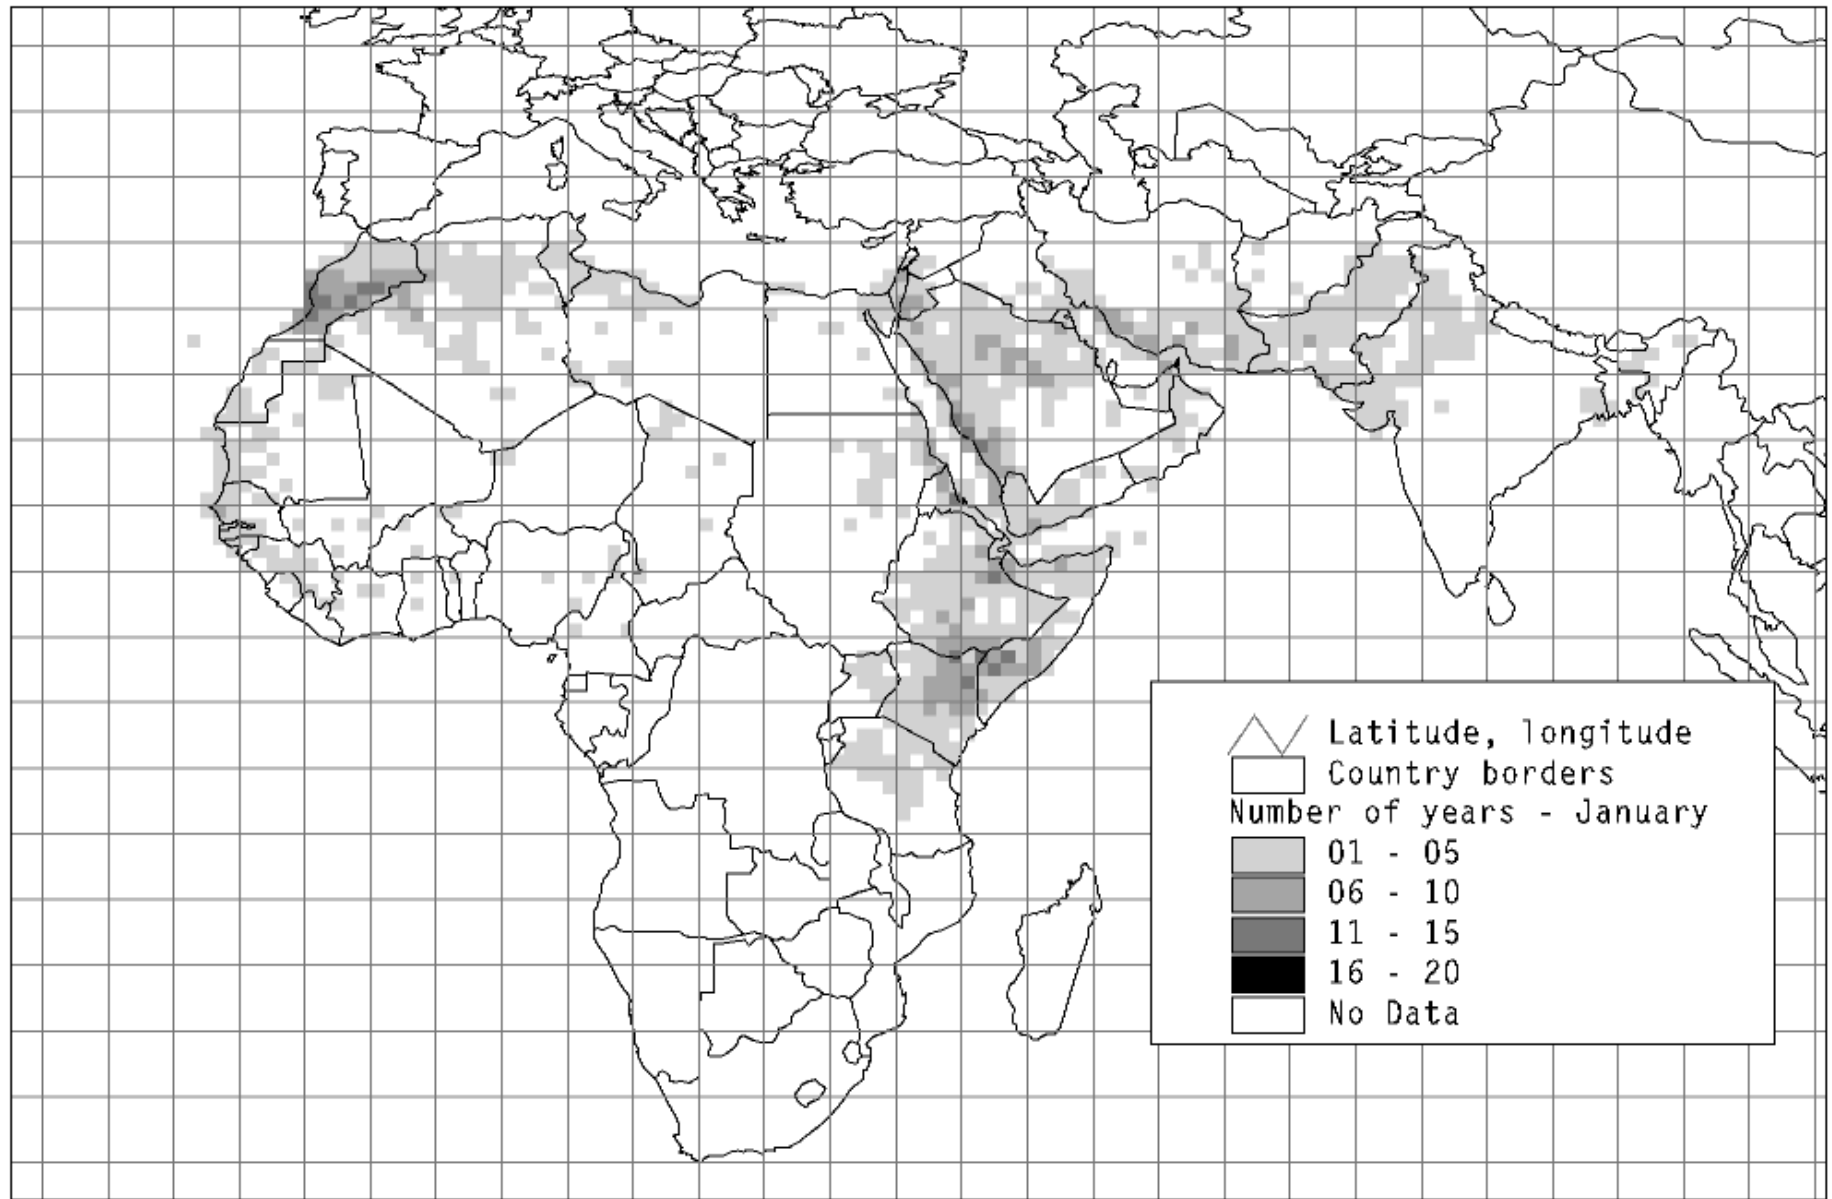 Latitude, longitude
Country borders
Number of years - January
01 - 05
06 - 10
11 - 15
16 - 20
No Data